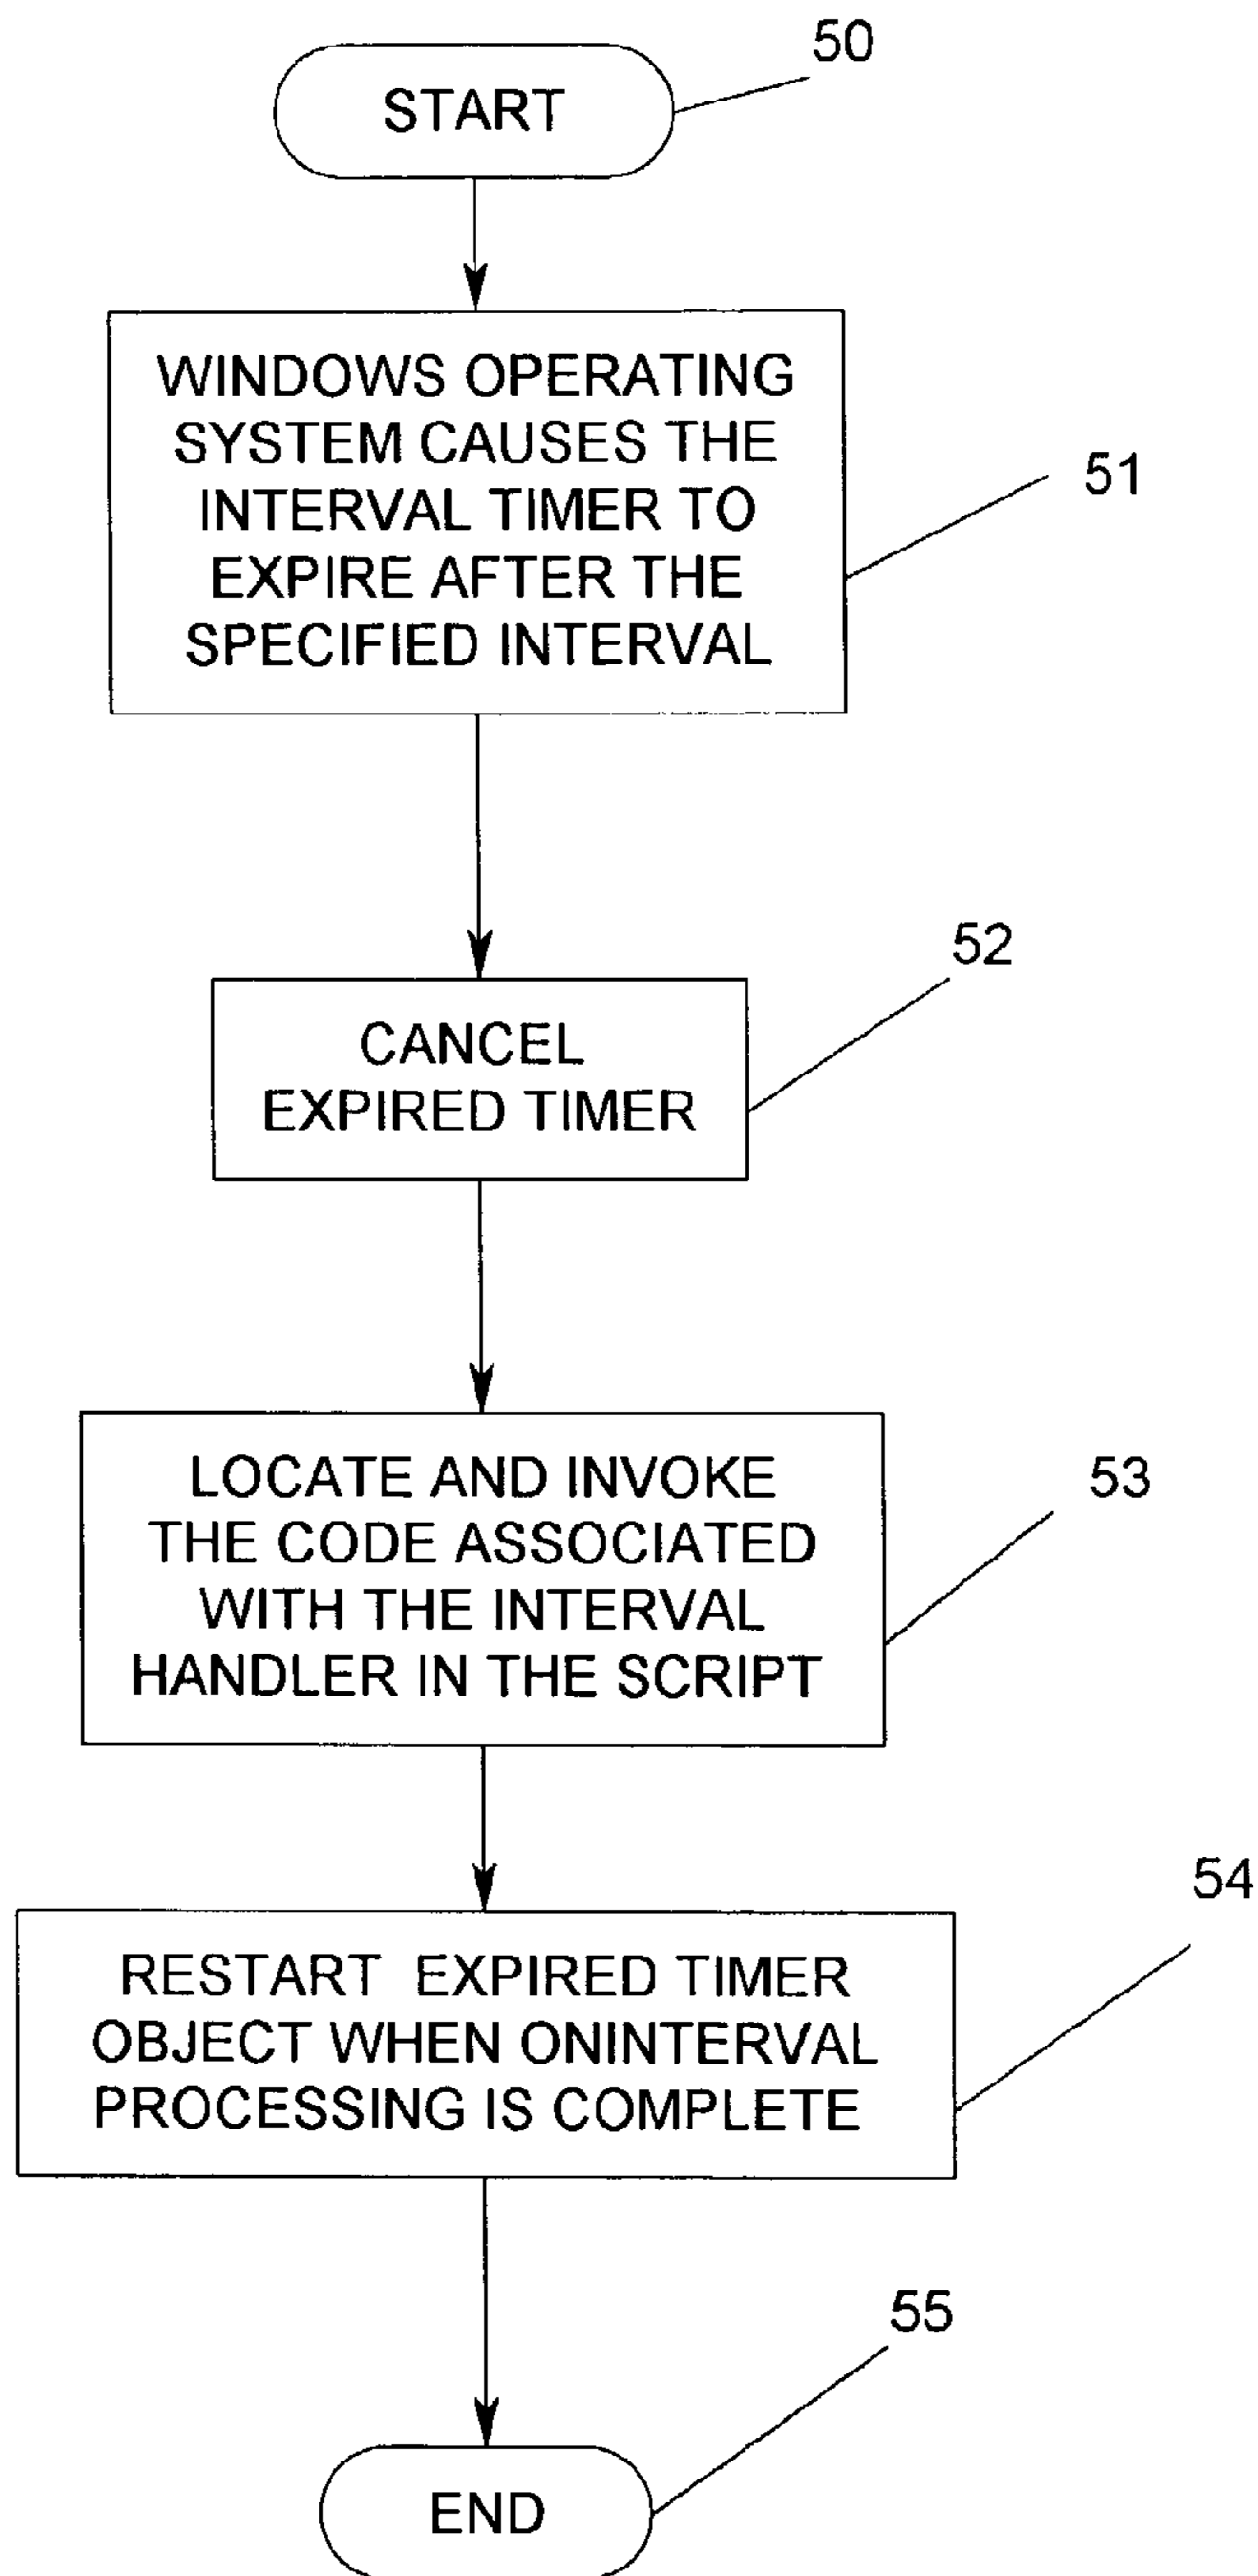 50
START
WINDOWS OPERATING
SYSTEM CAUSES THE
INTERVAL TIMER TO
EXPIRE AFTER THE
SPECIFIED INTERVAL
51
52
CANCEL
EXPIRED TIMER
LOCATE AND INVOKE
THE CODE ASSOCIATED
WITH THE INTERVAL
HANDLER IN THE SCRIPT
53
54
RESTART EXPIRED TIMER
OBJECT WHEN ONINTERVAL
PROCESSING IS COMPLETE
55
END